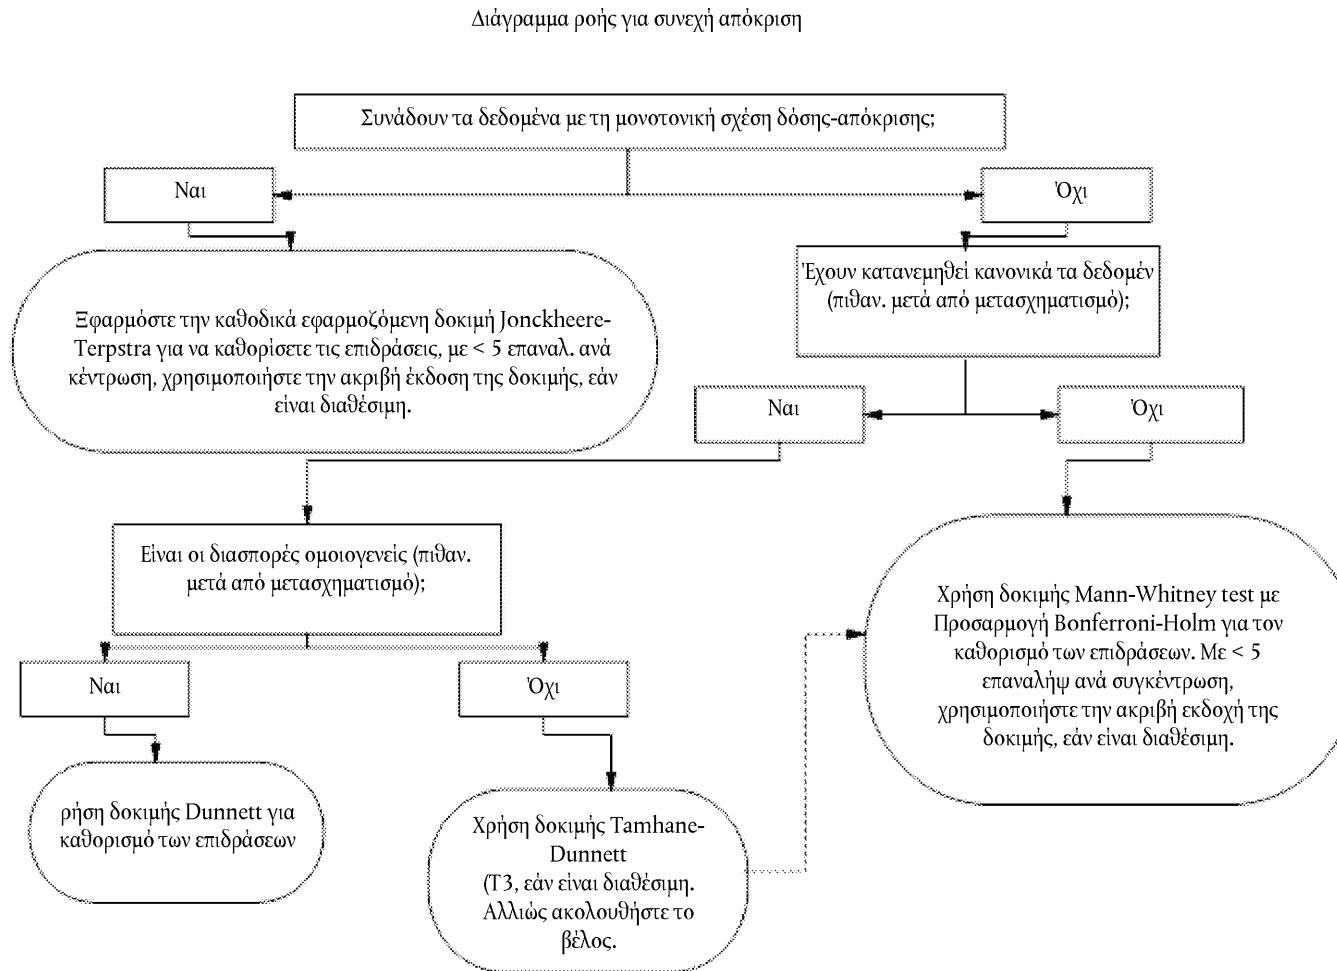 Διάγραμμα ροής για συνεχή απόκριση
Συνάδουν τα δεδομένα με τη μονοτονική σχέση δόσης-απόκρισης;
Ναι
Όχι
Ξφαρμόστε την καθοδικά εφαρμοζόμενη δοκιμή Jonckheere-
Terpstra για να καθορίσετε τις επιδράσεις, με < 5 επαναλ. ανά
κέντρωση, χρησιμοποιήστε την ακριβή έκδοση της δοκιμής, εάν
είναι διαθέσιμη.
Έχουν κατανεμηθεί κανονικά τα δεδομέν
(πιθαν. μετά από μετασχηματισμό);
Ναι
Όχι
Είναι οι διασπορές ομοιογενείς (πιθαν.
μετά από μετασχηματισμό);
Χρήση δοκιμής Mann-Whitney test με
Προσαρμογή Bonferroni-Holm για τον
καθορισμό των επιδράσεων. Με < 5
επαναλήψ ανά συγκέντρωση,
χρησιμοποιήστε την ακριβή εκδοχή της
δοκιμής, εάν είναι διαθέσιμη.
Ναι
Όχι
ρήση δοκιμής Dunnett για
καθορισμό των επιδράσεων
Χρήση δοκιμής Tamhane-
Dunnett
(T3, εάν είναι διαθέσιμη.
Αλλιώς ακολουθήστε το
βέλος.